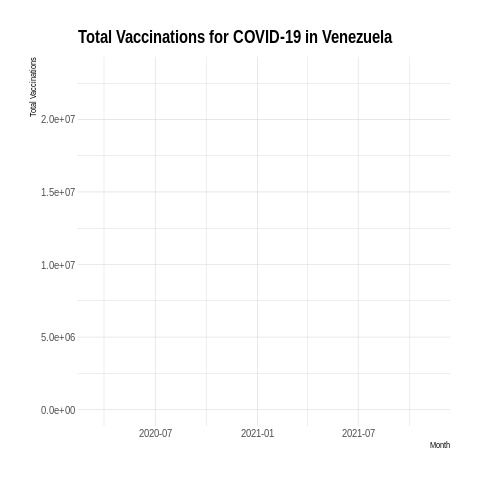 Total Vaccinations for COVID-19 in Venezuela
Total Vaccinations
2.0e+07
1.5e+07
1.0e+07
5.0e+06
0.0e+00
2020-07 2021-01 2021-07
Month